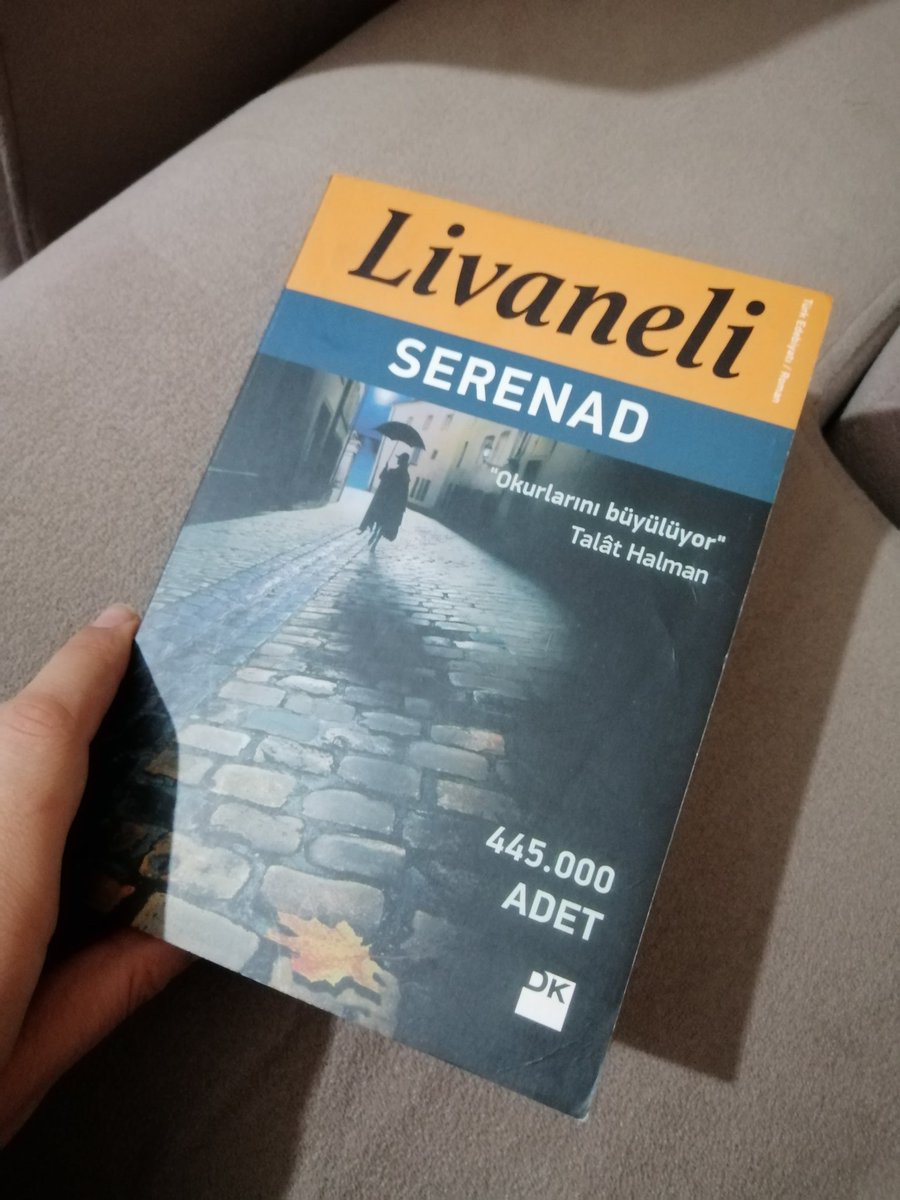 Livaneli
Türk Edebiyatı / Roman
SERENAD
"Okurlarını büyülüyor"
Talât Halman
445.000
ADET
DK